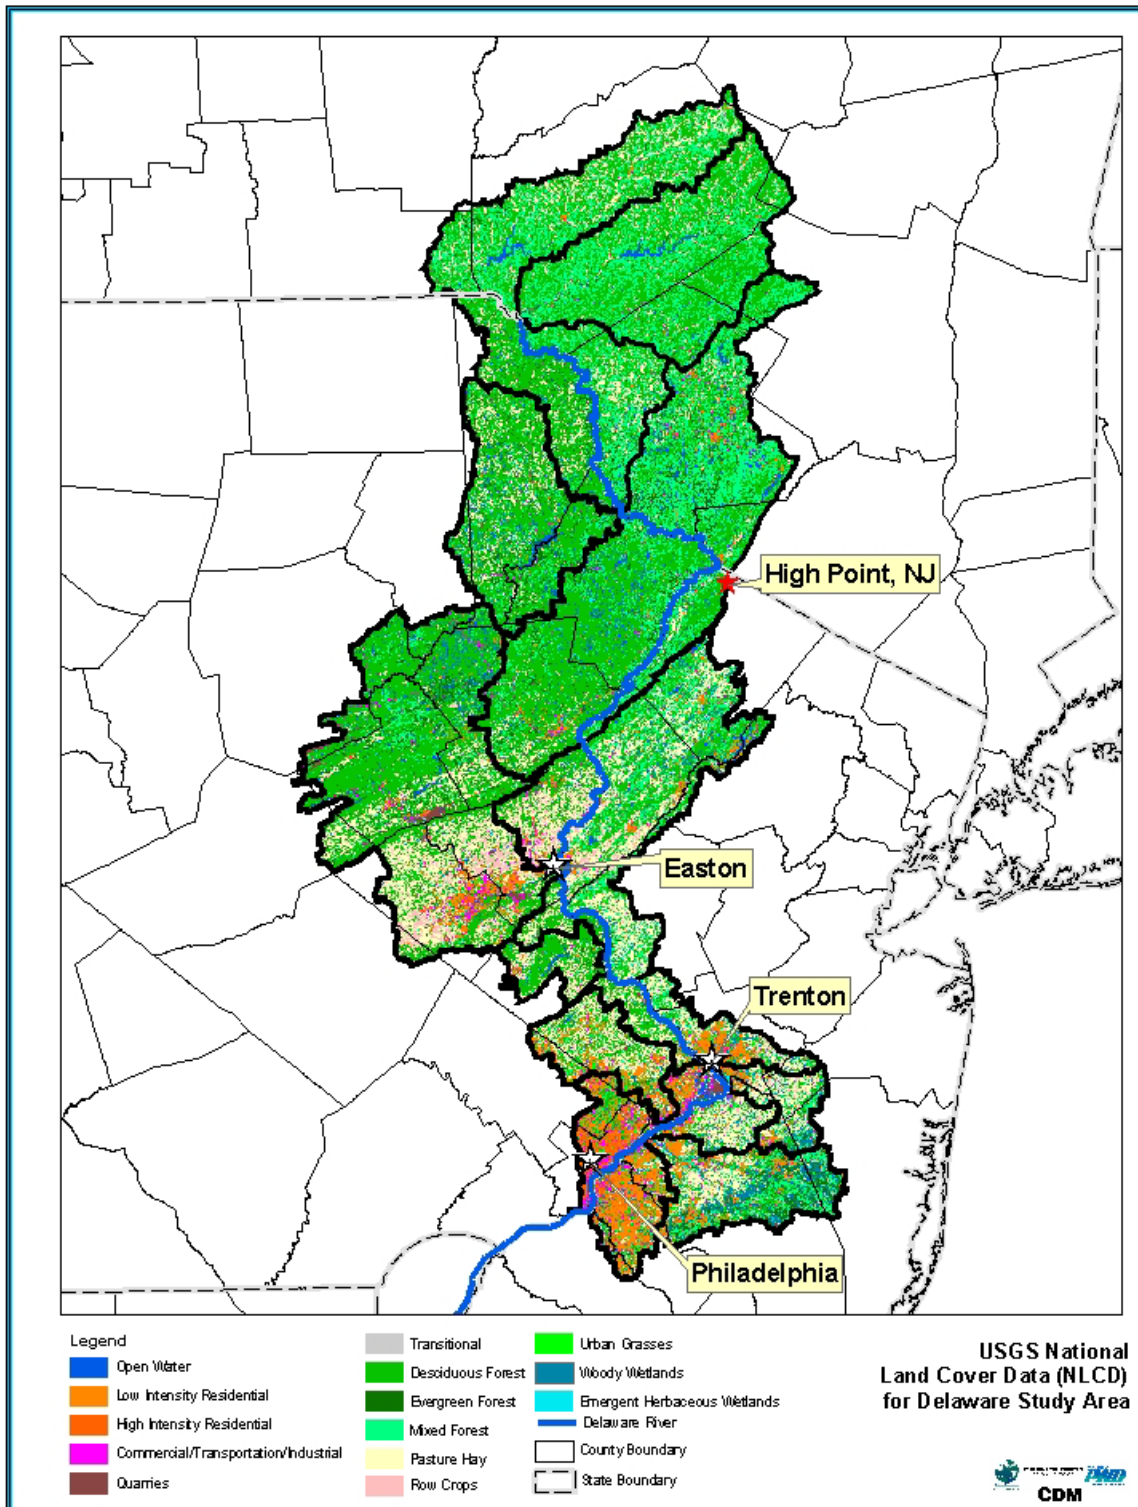 High Point, NJ
Easton
Trenton
Philadelphia
Legend
Open Water
Low Intensity Residential
High Intensity Residential
Commercial/Transportation/Industrial
Quarries
Transitional
Desciduous Forest
Evergreen Forest
Mixed Forest
Pasture Hay
Row Crops
Urban Grasses
Woody Wetlands
Emergent Herbaceous Wetlands
Delaware River
County Boundary
State Boundary
USGS National
Land Cover Data (NLCD)
for Delaware Study Area
PWD
CDM